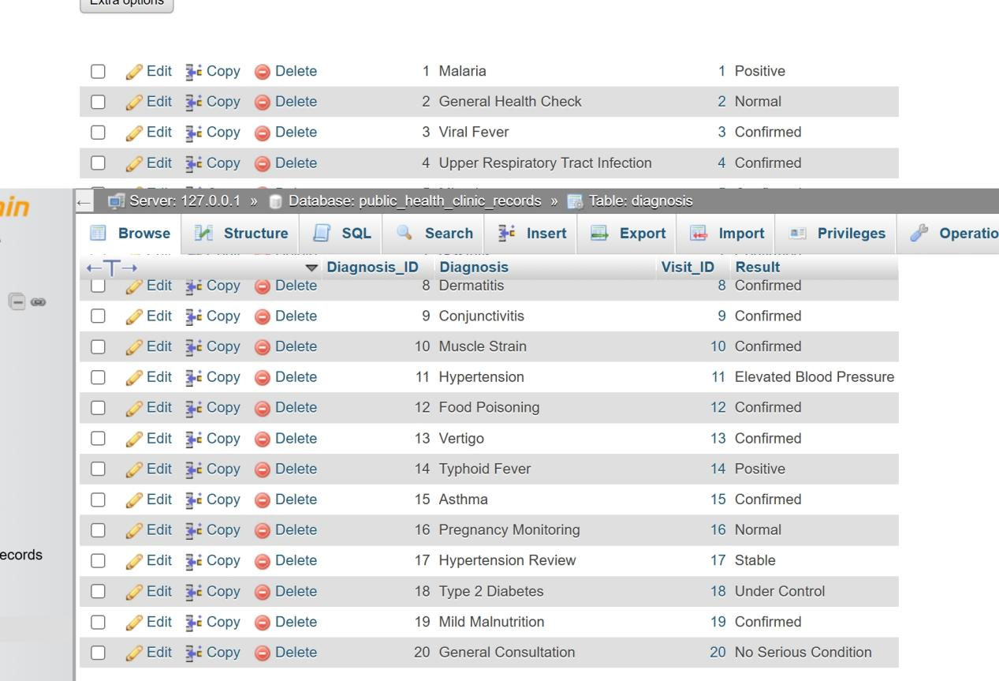 Extra options
Edit Copy Delete 1 Malaria 1 Positive
Edit Copy Delete 2 General Health Check 2 Normal
Edit Copy Delete 3 Viral Fever 3 Confirmed
Edit Copy Delete 4 Upper Respiratory Tract Infection 4 Confirmed
in
Server: 127.0.0.1 » Database: public_health_clinic_records » Table: diagnosis
Browse Structure SQL Search Insert Export Import Privileges Operatio
Diagnosis_ID Diagnosis Visit_ID Result
Edit Copy Delete 8 Dermatitis 8 Confirmed
Edit Copy Delete 9 Conjunctivitis 9 Confirmed
Edit Copy Delete 10 Muscle Strain 10 Confirmed
Edit Copy Delete 11 Hypertension 11 Elevated Blood Pressure
Edit Copy Delete 12 Food Poisoning 12 Confirmed
Edit Copy Delete 13 Vertigo 13 Confirmed
Edit Copy Delete 14 Typhoid Fever 14 Positive
Edit Copy Delete 15 Asthma 15 Confirmed
Edit Copy Delete 16 Pregnancy Monitoring 16 Normal
ecords
Edit Copy Delete 17 Hypertension Review 17 Stable
Edit Copy Delete 18 Type 2 Diabetes 18 Under Control
Edit Copy Delete 19 Mild Malnutrition 19 Confirmed
Edit Copy Delete 20 General Consultation 20 No Serious Condition